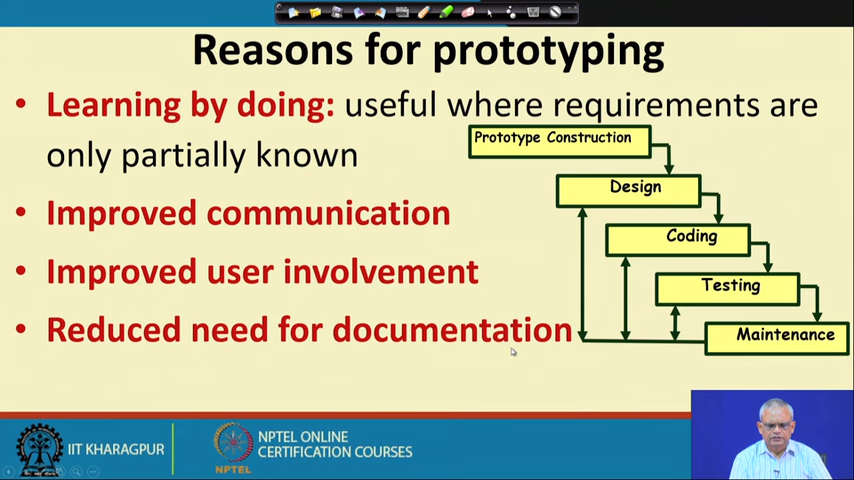 Reasons for prototyping
• Learning by doing: useful where requirements are
only partially known
• Improved communication
• Improved user involvement
• Reduced need for documentation
Prototype Construction
Design
Coding
Testing
Maintenance
IIT KHARAGPUR
NPTEL
NPTEL ONLINE
CERTIFICATION COURSES